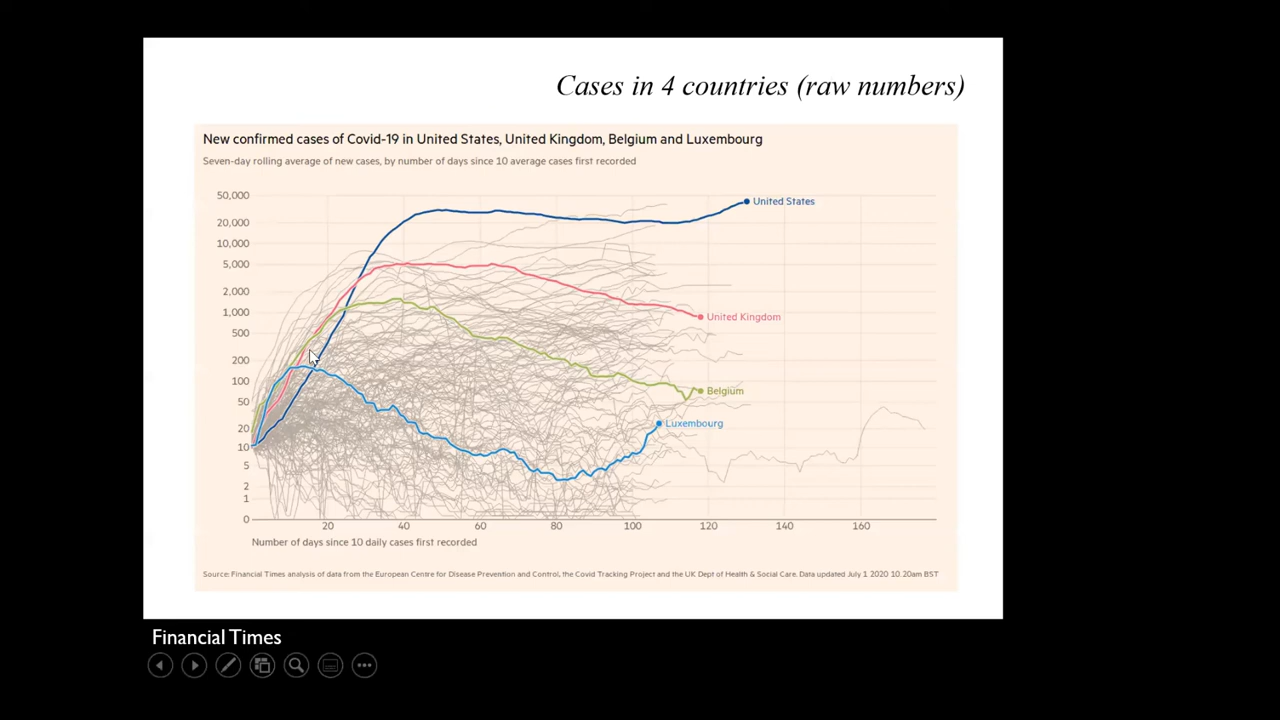 Cases in 4 countries (raw numbers)
New confirmed cases of Covid-19 in United States, United Kingdom, Belgium and Luxembourg
Seven-day rolling average of new cases, by number of days since 10 average cases first recorded
50,000
20,000
10,000
5,000
2,000
1,000
500
200
100
50
20
10
5
2
1
0
United States
United Kingdom
Belgium
Luxembourg
20 40 60 80 100 120 140 160
Number of days since 10 daily cases first recorded
Source: Financial Times analysis of data from the European Centre for Disease Prevention and Control, the Covid Tracking Project and the UK Dept of Health & Social Care. Data updated July 1 2020 10.20am BST
Financial Times